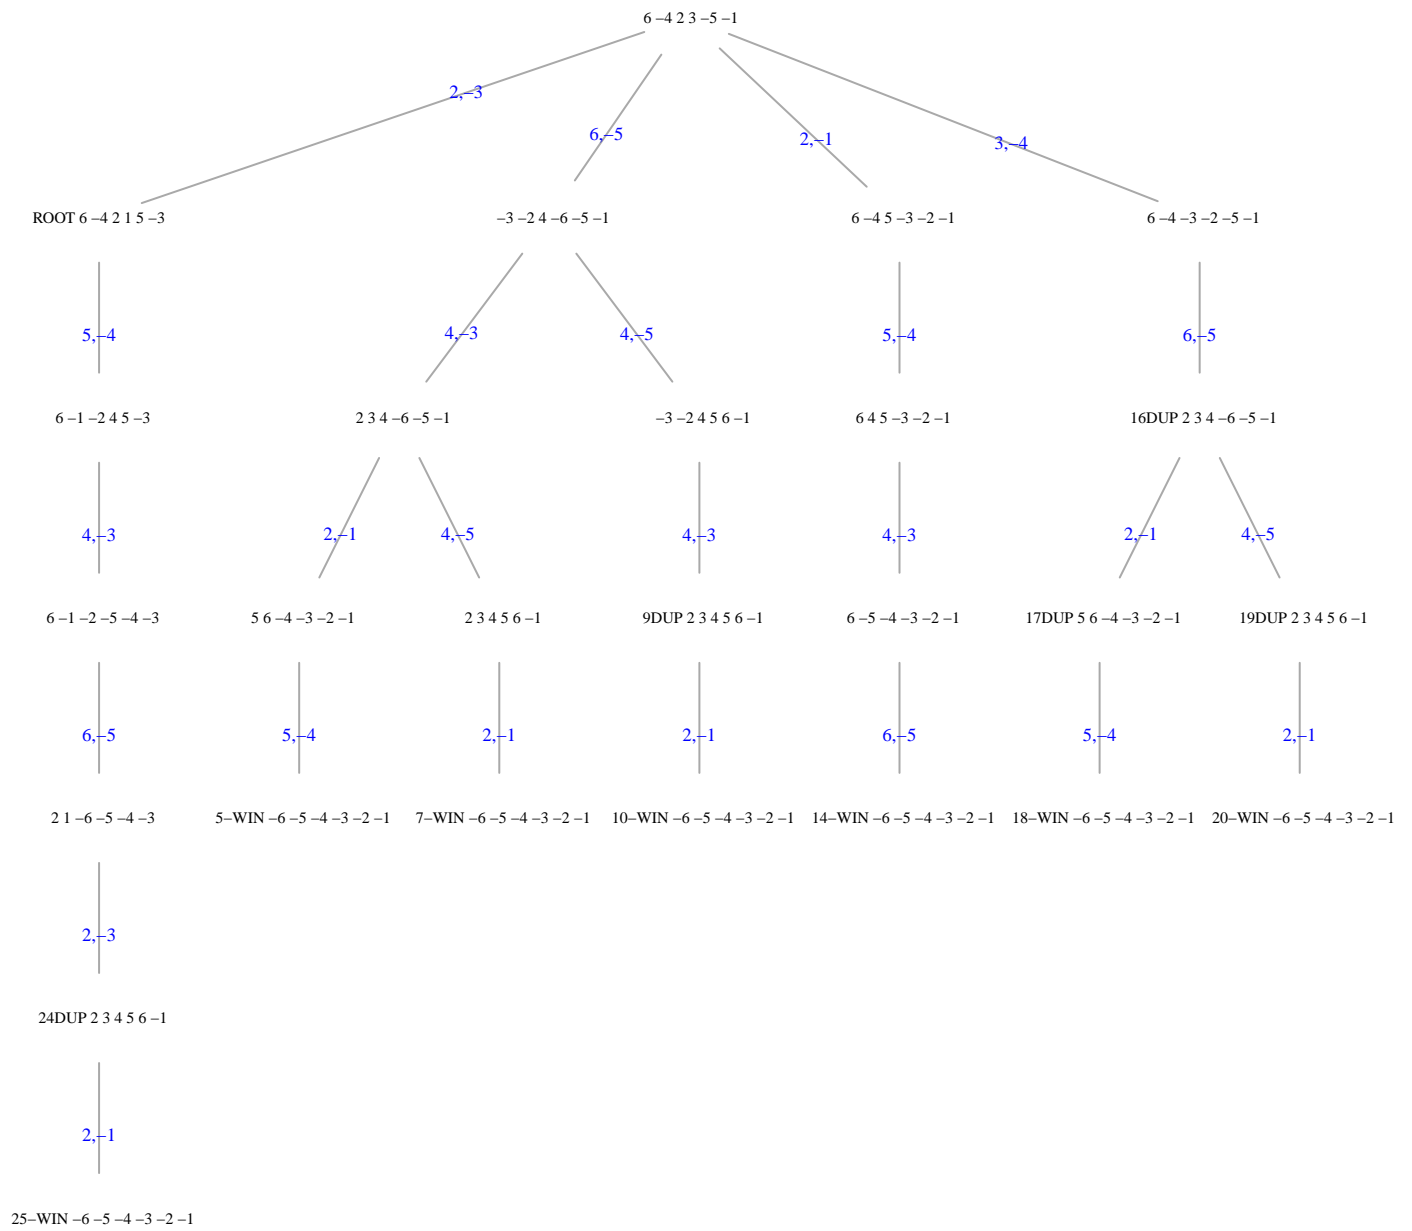 6 –4 2 3 –5 –1
2,–3
6,–5
2,–1
3,–4
ROOT 6 –4 2 1 5 –3
–3 –2 4 –6 –5 –1
6 –4 5 –3 –2 –1
6 –4 –3 –2 –5 –1
5,–4
4,–3
4,–5
5,–4
6,–5
6 –1 –2 4 5 –3
2 3 4 –6 –5 –1
–3 –2 4 5 6 –1
6 4 5 –3 –2 –1
16DUP 2 3 4 –6 –5 –1
4,–3
2,–1
4,–5
4,–3
4,–3
2,–1
4,–5
6 –1 –2 –5 –4 –3
5 6 –4 –3 –2 –1
2 3 4 5 6 –1
9DUP 2 3 4 5 6 –1
6 –5 –4 –3 –2 –1
17DUP 5 6 –4 –3 –2 –1
19DUP 2 3 4 5 6 –1
6,–5
5,–4
2,–1
2,–1
6,–5
5,–4
2,–1
2 1 –6 –5 –4 –3
5–WIN –6 –5 –4 –3 –2 –1
7–WIN –6 –5 –4 –3 –2 –1
10–WIN –6 –5 –4 –3 –2 –1
14–WIN –6 –5 –4 –3 –2 –1
18–WIN –6 –5 –4 –3 –2 –1
20–WIN –6 –5 –4 –3 –2 –1
2,–3
24DUP 2 3 4 5 6 –1
2,–1
25–WIN –6 –5 –4 –3 –2 –1